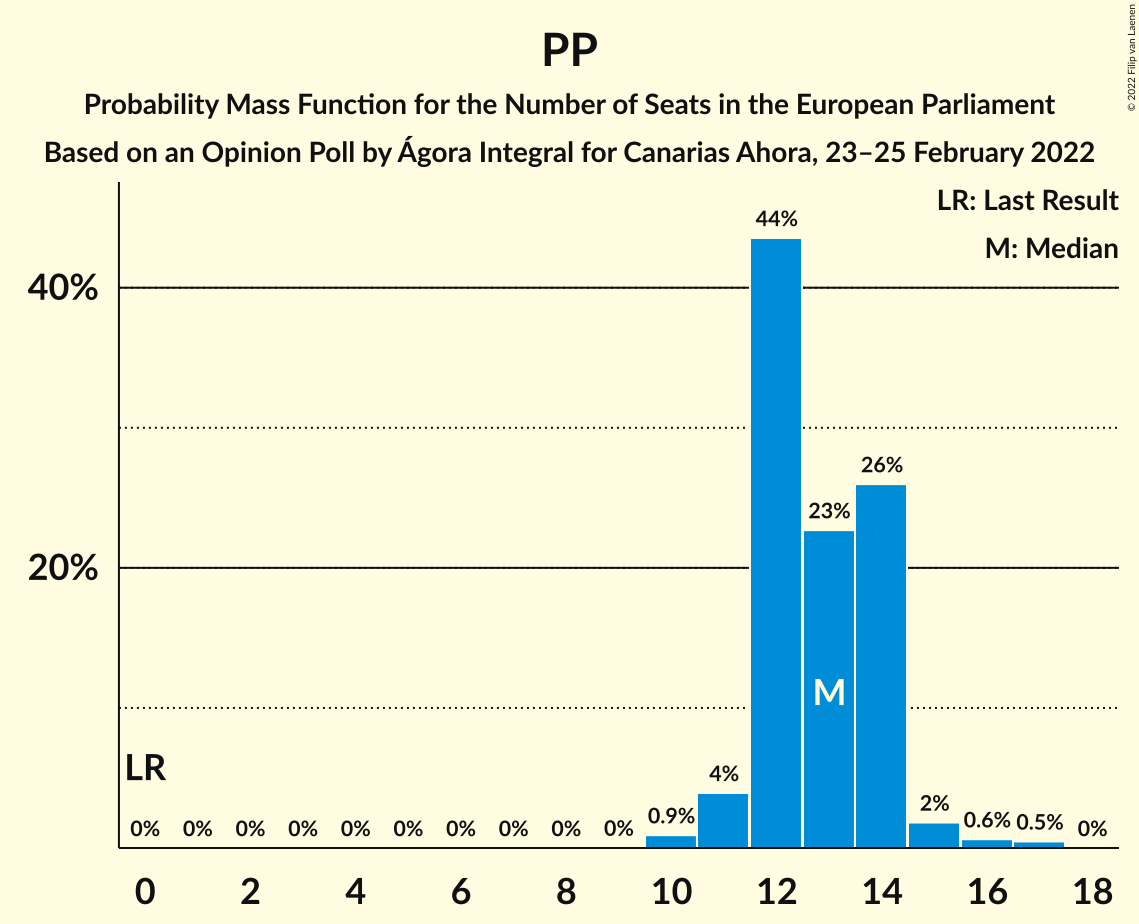 PP
Probability Mass Function for the Number of Seats in the European Parliament
Based on an Opinion Poll by Ágora Integral for Canarias Ahora, 23–25 February 2022
© 2022 Filip van Laenen
LR: Last Result
M: Median
40%
20%
LR
M
0% 0% 0% 0% 0% 0% 0% 0% 0% 0% 0.9% 4% 44% 23% 26% 2% 0.6% 0.5% 0%
0 2 4 6 8 10 12 14 16 18